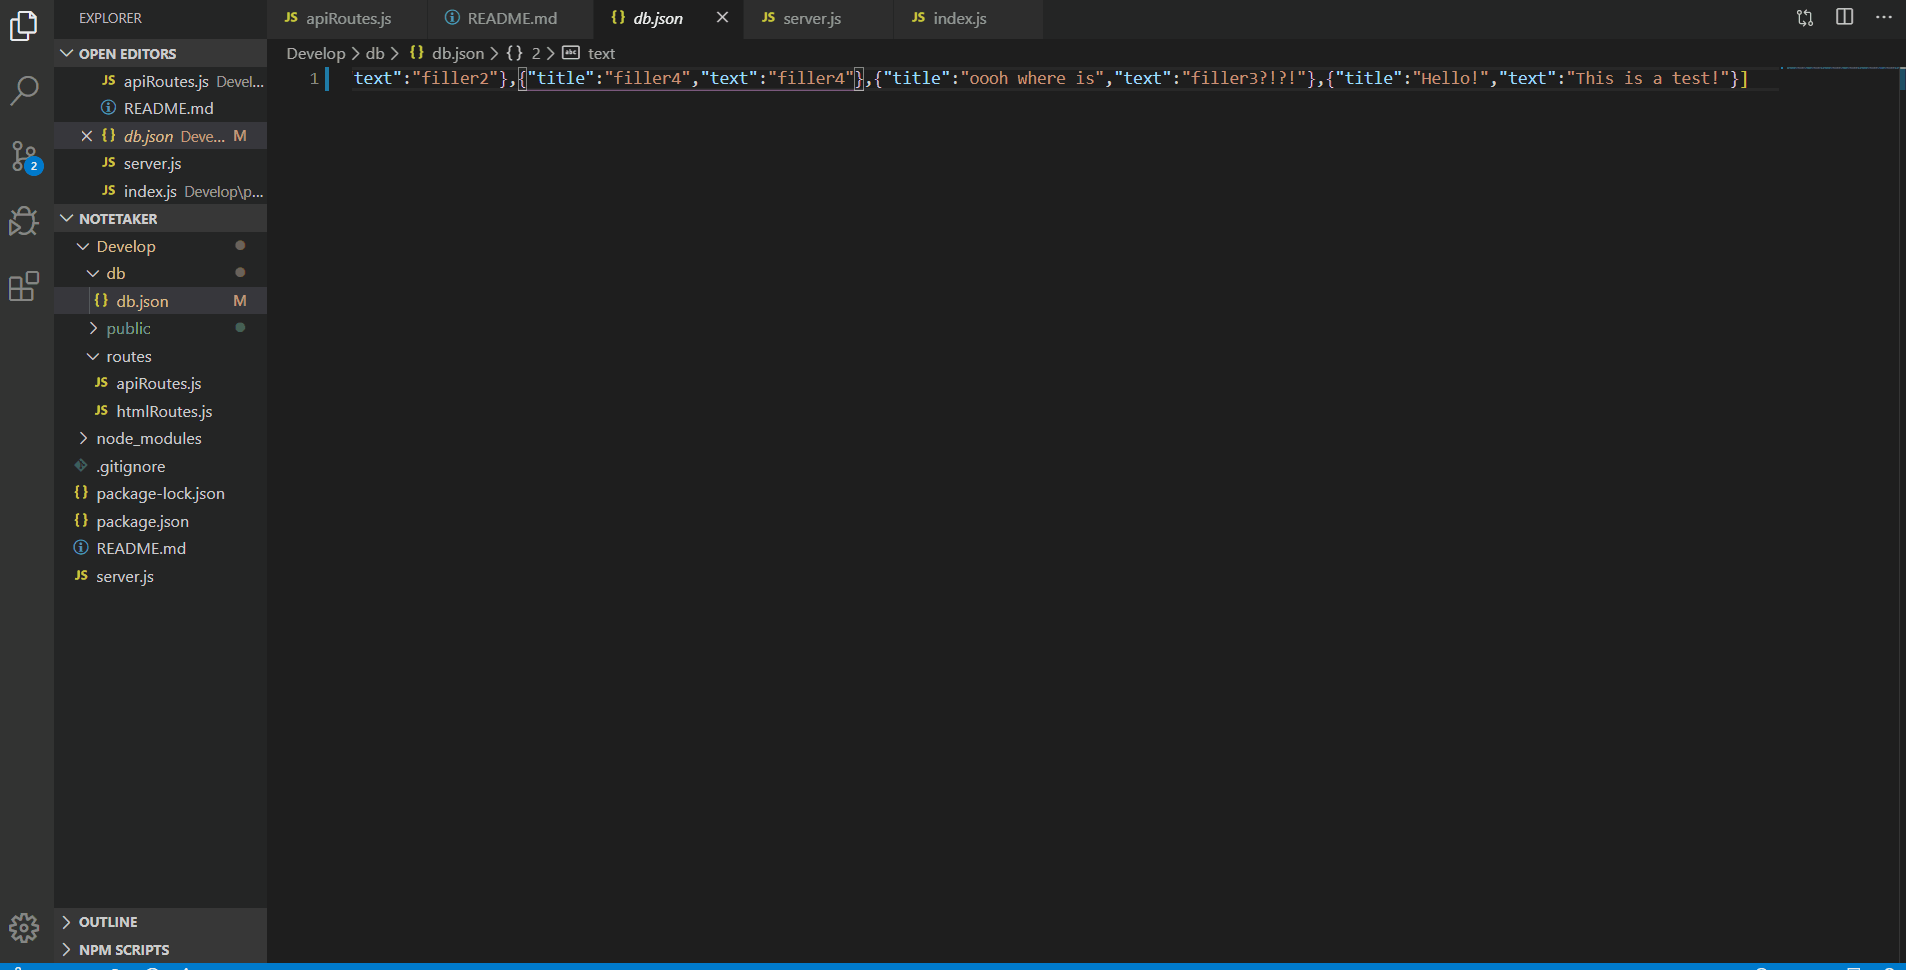 EXPLORER
OPEN EDITORS
JS apiRoutes.js Devel...
README.md
{} db.json Deve... M
JS server.js
JS index.js Develop\p...
2
NOTETAKER
Develop
db
{} db.json M
public
routes
JS apiRoutes.js
JS htmlRoutes.js
node_modules
.gitignore
{} package-lock.json
{} package.json
README.md
JS server.js
OUTLINE
NPM SCRIPTS
JS apiRoutes.js README.md {} db.json JS server.js JS index.js ...
Develop > db > {} db.json > {} 2 > abc text
1 text":"filler2"},{"title":"filler4","text":"filler4"},{"title":"oooh where is","text":"filler3?!?!"},{"title":"Hello!","text":"This is a test!"}]